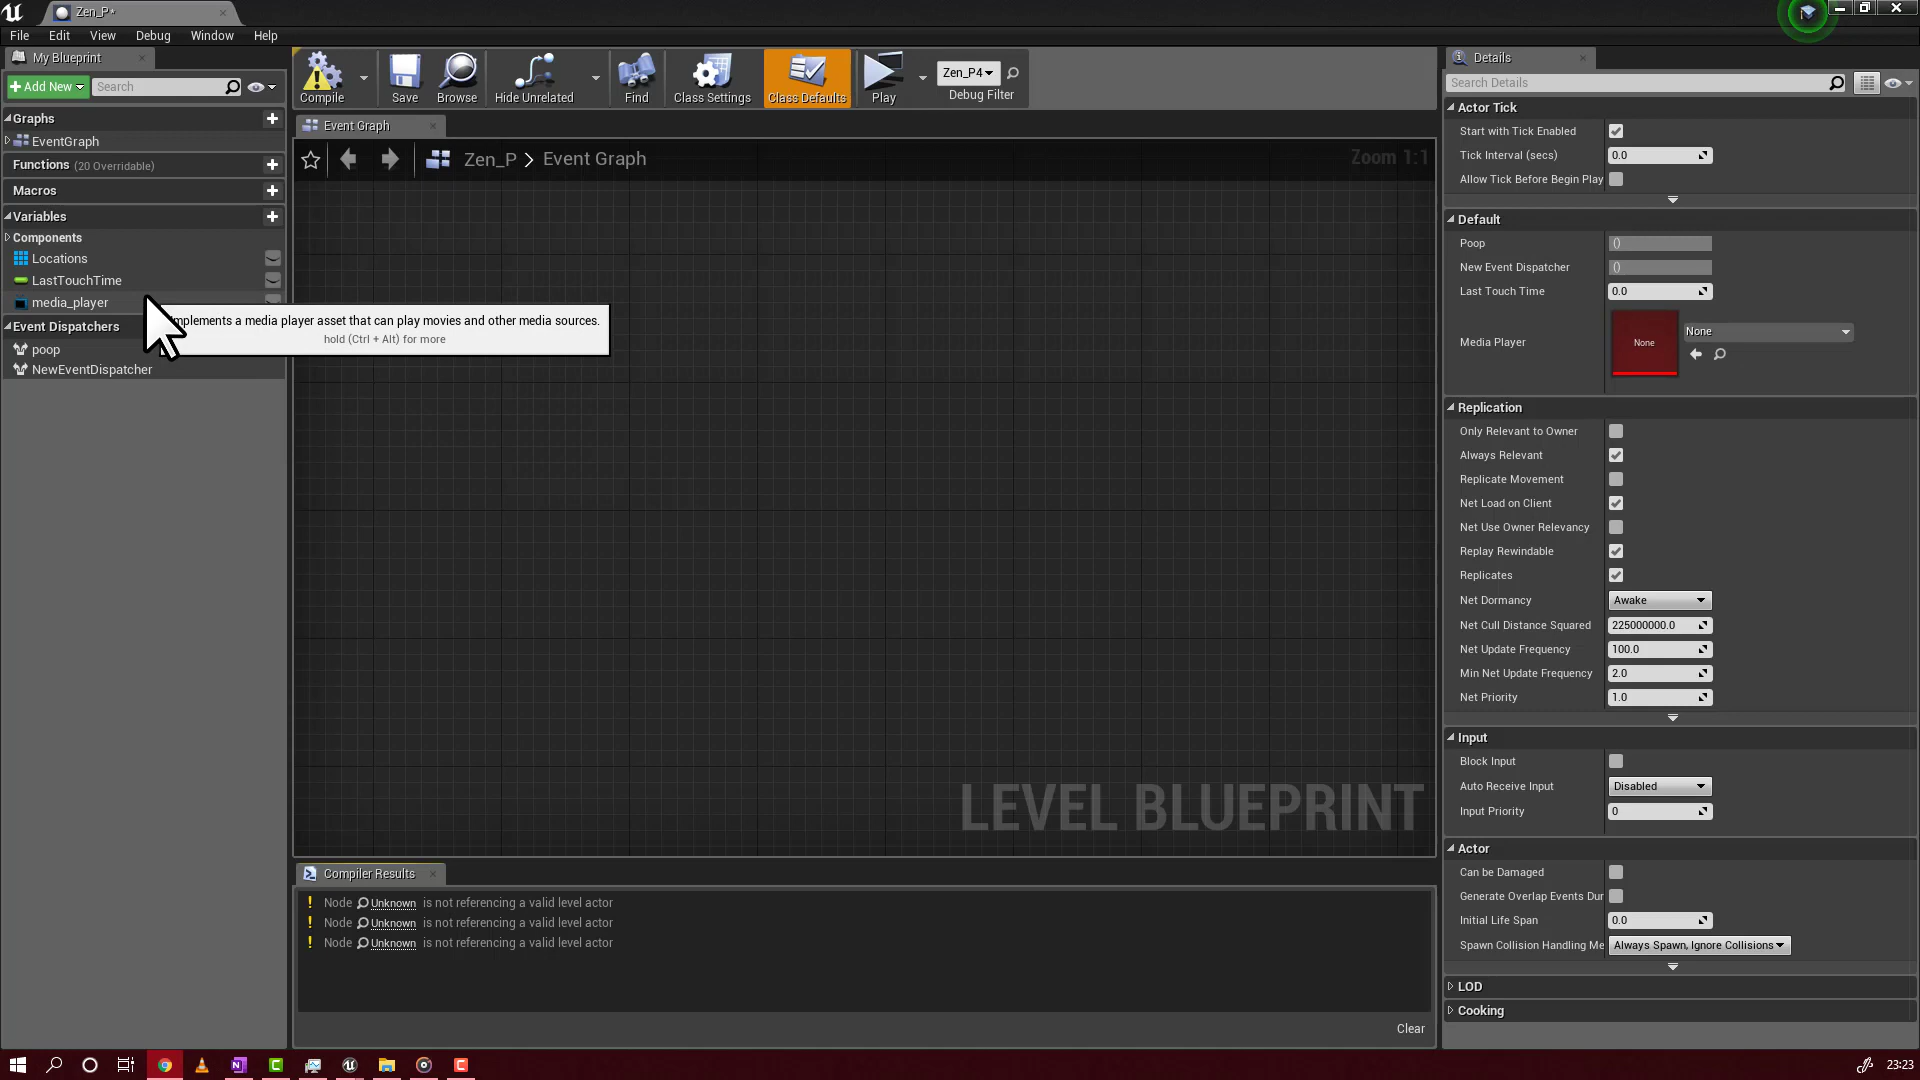 Zen_P*
File Edit View Debug Window Help
My Blueprint
Add New Search
Graphs
EventGraph
Functions (20 Overridable)
Macros
Variables
Components
Locations
LastTouchTime
media_player
Event Dispatchers
poop
NewEventDispatcher
Compile Save Browse Hide Unrelated Find Class Settings Class Defaults Play
Zen_P4
Debug Filter
Event Graph
Zen_P > Event Graph
Zoom 1:1
implements a media player asset that can play movies and other media sources.
hold (Ctrl + Alt) for more
LEVEL BLUEPRINT
Compiler Results
! Node Unknown is not referencing a valid level actor
! Node Unknown is not referencing a valid level actor
! Node Unknown is not referencing a valid level actor
Clear
Details
Search Details
Actor Tick
Start with Tick Enabled
Tick Interval (secs) 0.0
Allow Tick Before Begin Play
Default
Poop ()
New Event Dispatcher ()
Last Touch Time 0.0
Media Player None None
Replication
Only Relevant to Owner
Always Relevant
Replicate Movement
Net Load on Client
Net Use Owner Relevancy
Replay Rewindable
Replicates
Net Dormancy Awake
Net Cull Distance Squared 225000000.0
Net Update Frequency 100.0
Min Net Update Frequency 2.0
Net Priority 1.0
Input
Block Input
Auto Receive Input Disabled
Input Priority 0
Actor
Can be Damaged
Generate Overlap Events Dur
Initial Life Span 0.0
Spawn Collision Handling Me Always Spawn, Ignore Collisions
LOD
Cooking
23:23